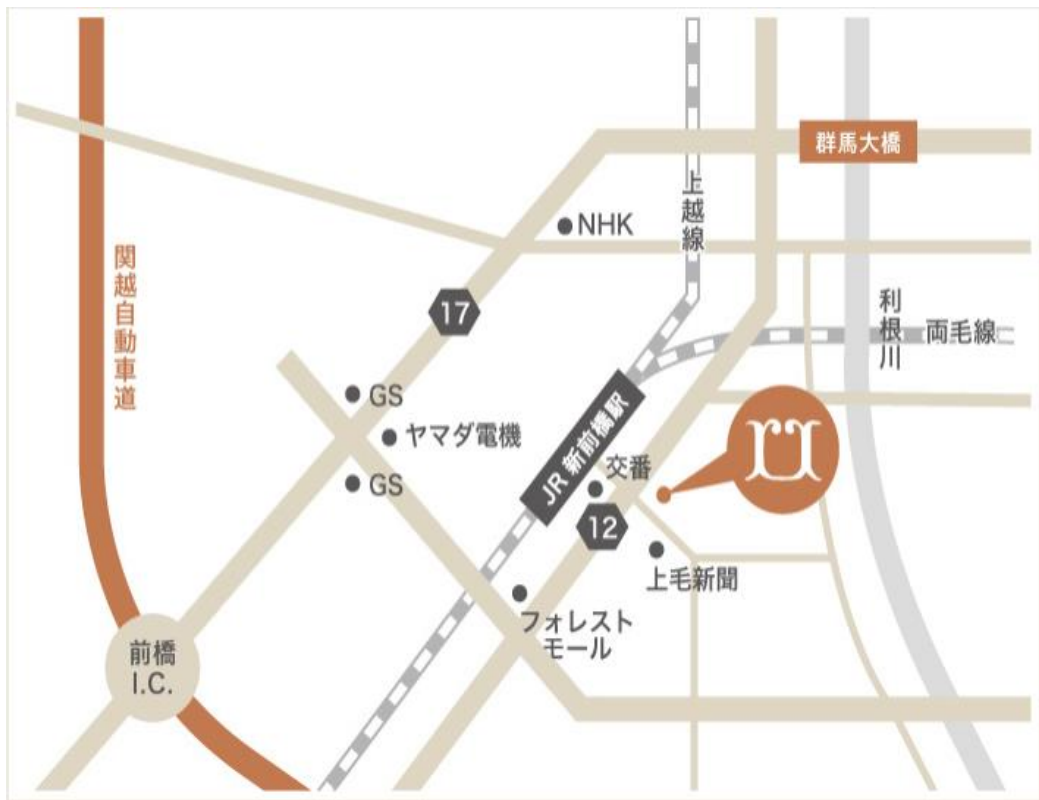 群馬大橋
上越線
NHK
関越自動車道
17
利根川
両毛線
GS
ヤマダ電機
GS
JR 新前橋駅
交番
12
上毛新聞
フォレスト
モール
前橋
I.C.